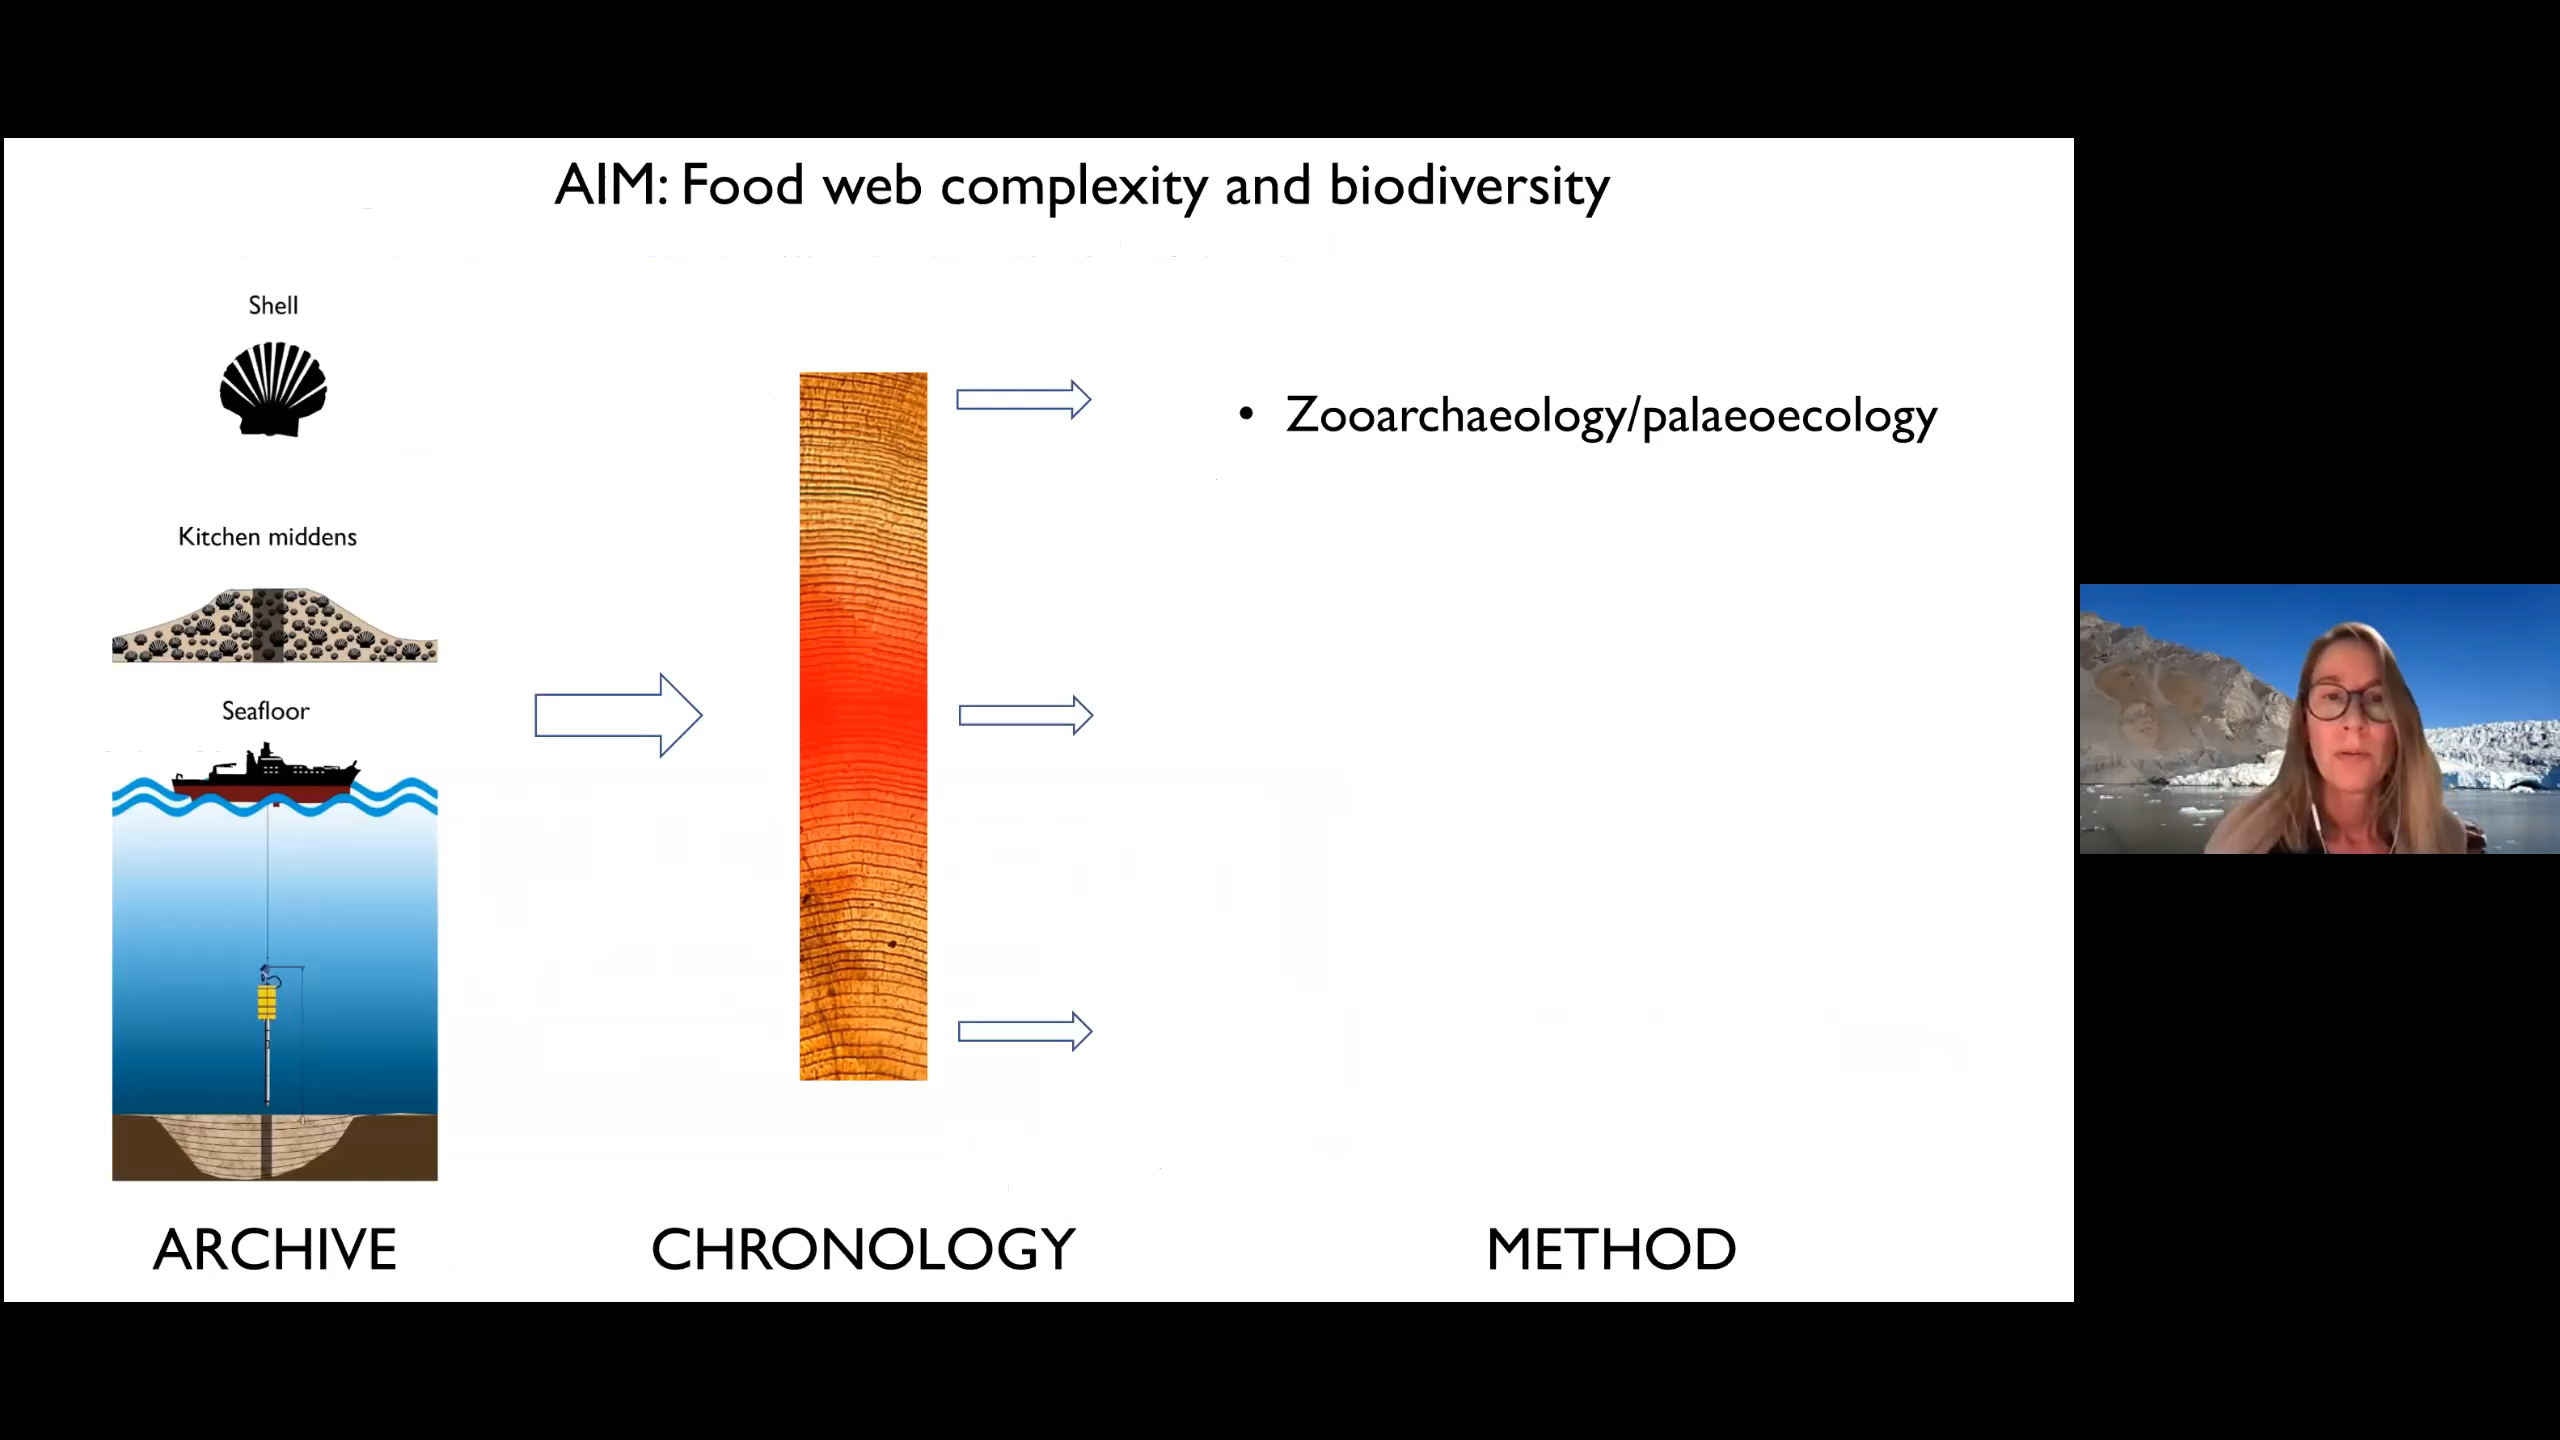 AIM: Food web complexity and biodiversity
Shell
• Zooarchaeology/palaeoecology
Kitchen middens
Seafloor
ARCHIVE
CHRONOLOGY
METHOD